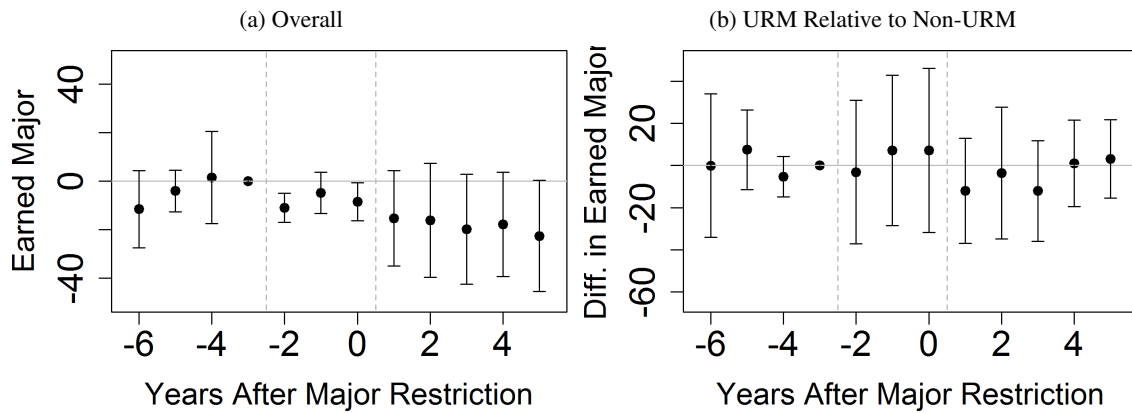 (a) Overall
Earned Major
40
0
-40
-6 -4 -2 0 2 4
Years After Major Restriction
(b) URM Relative to Non-URM
Diff. in Earned Major
20
-20
-60
-6 -4 -2 0 2 4
Years After Major Restriction